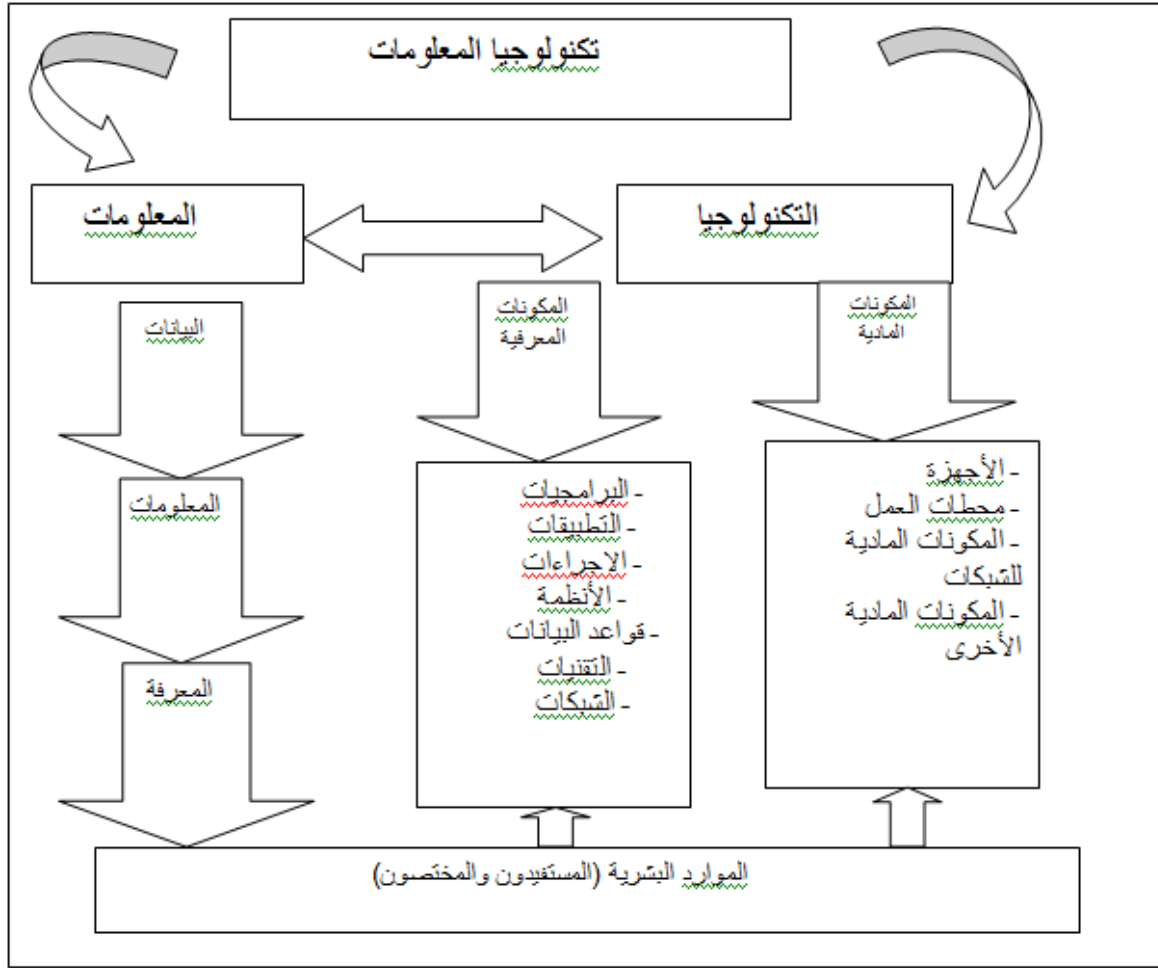 تكنولوجيا المعلومات
التكنولوجيا
المعلومات
المكونات
المادية
المكونات
المعرفية
البيانات
- الأجهزة
- محطات العمل
- المكونات المادية
للشبكات
- المكونات المادية
الأخرى
- البرامجيات
- التطبيقات
- الاجراءات
- الأنظمة
- قواعد البيانات
- التقنيات
- الشبكات
المعلومات
المعرفة
الموارد البشرية (المستفيدون والمختصون)